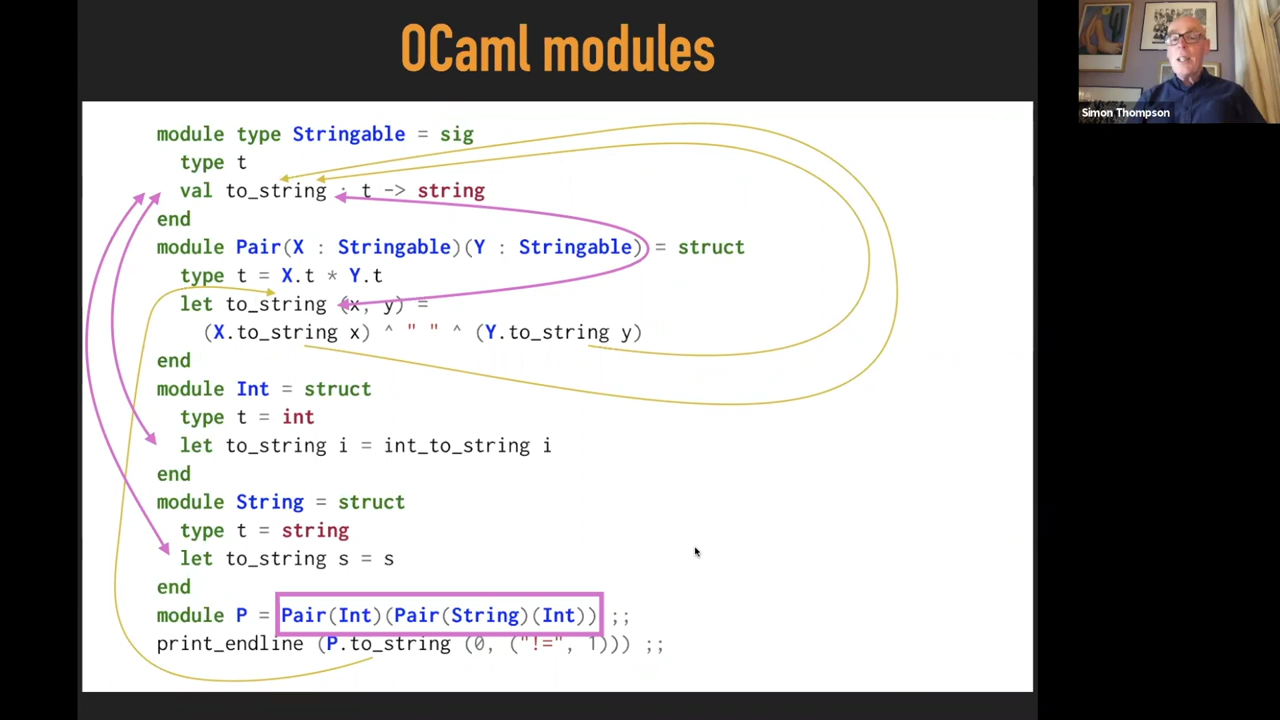 OCaml modules
Simon Thompson
module type Stringable = sig
type t
val to_string : t -> string
end
module Pair(X : Stringable)(Y : Stringable) = struct
type t = X.t * Y.t
let to_string (x, y) =
(X.to_string x) ^ " " ^ (Y.to_string y)
end
module Int = struct
type t = int
let to_string i = int_to_string i
end
module String = struct
type t = string
let to_string s = s
end
module P = Pair(Int)(Pair(String)(Int)) ;;
print_endline (P.to_string (0, ("!=", 1))) ;;